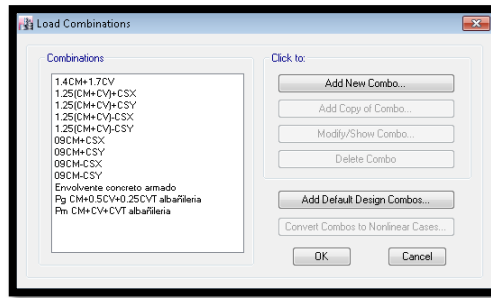 Load Combinations
Combinations
1.4CM+1.7CV
1.25(CM+CV)+CSX
1.25(CM+CV)+CSY
1.25(CM+CV)-CSX
1.25(CM+CV)-CSY
09CM+CSX
09CM+CSY
09CM-CSX
09CM-CSY
Envolvente concreto armado
Pg CM+0.5CV+0.25CVT albañileria
Pm CM+CV+CVT albañileria
Click to:
Add New Combo...
Add Copy of Combo...
Modify/Show Combo...
Delete Combo
Add Default Design Combos...
Convert Combos to Nonlinear Cases...
OK
Cancel